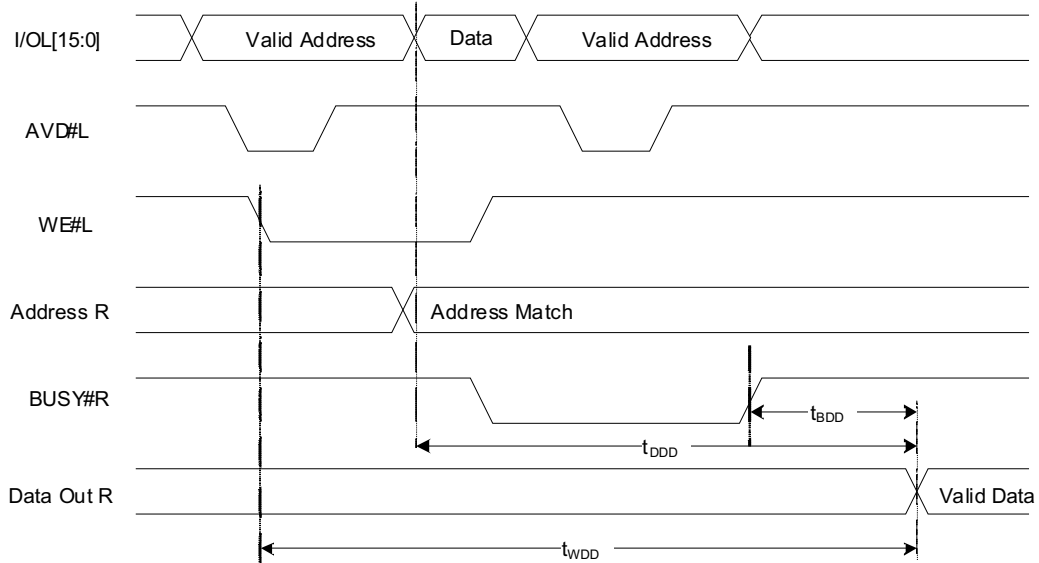 I/OL[15:0] Valid Address Data Valid Address
AVD#L
WE#L
Address R Address Match
BUSY#R
tBDD
tDDD
Data Out R Valid Data
tWDD